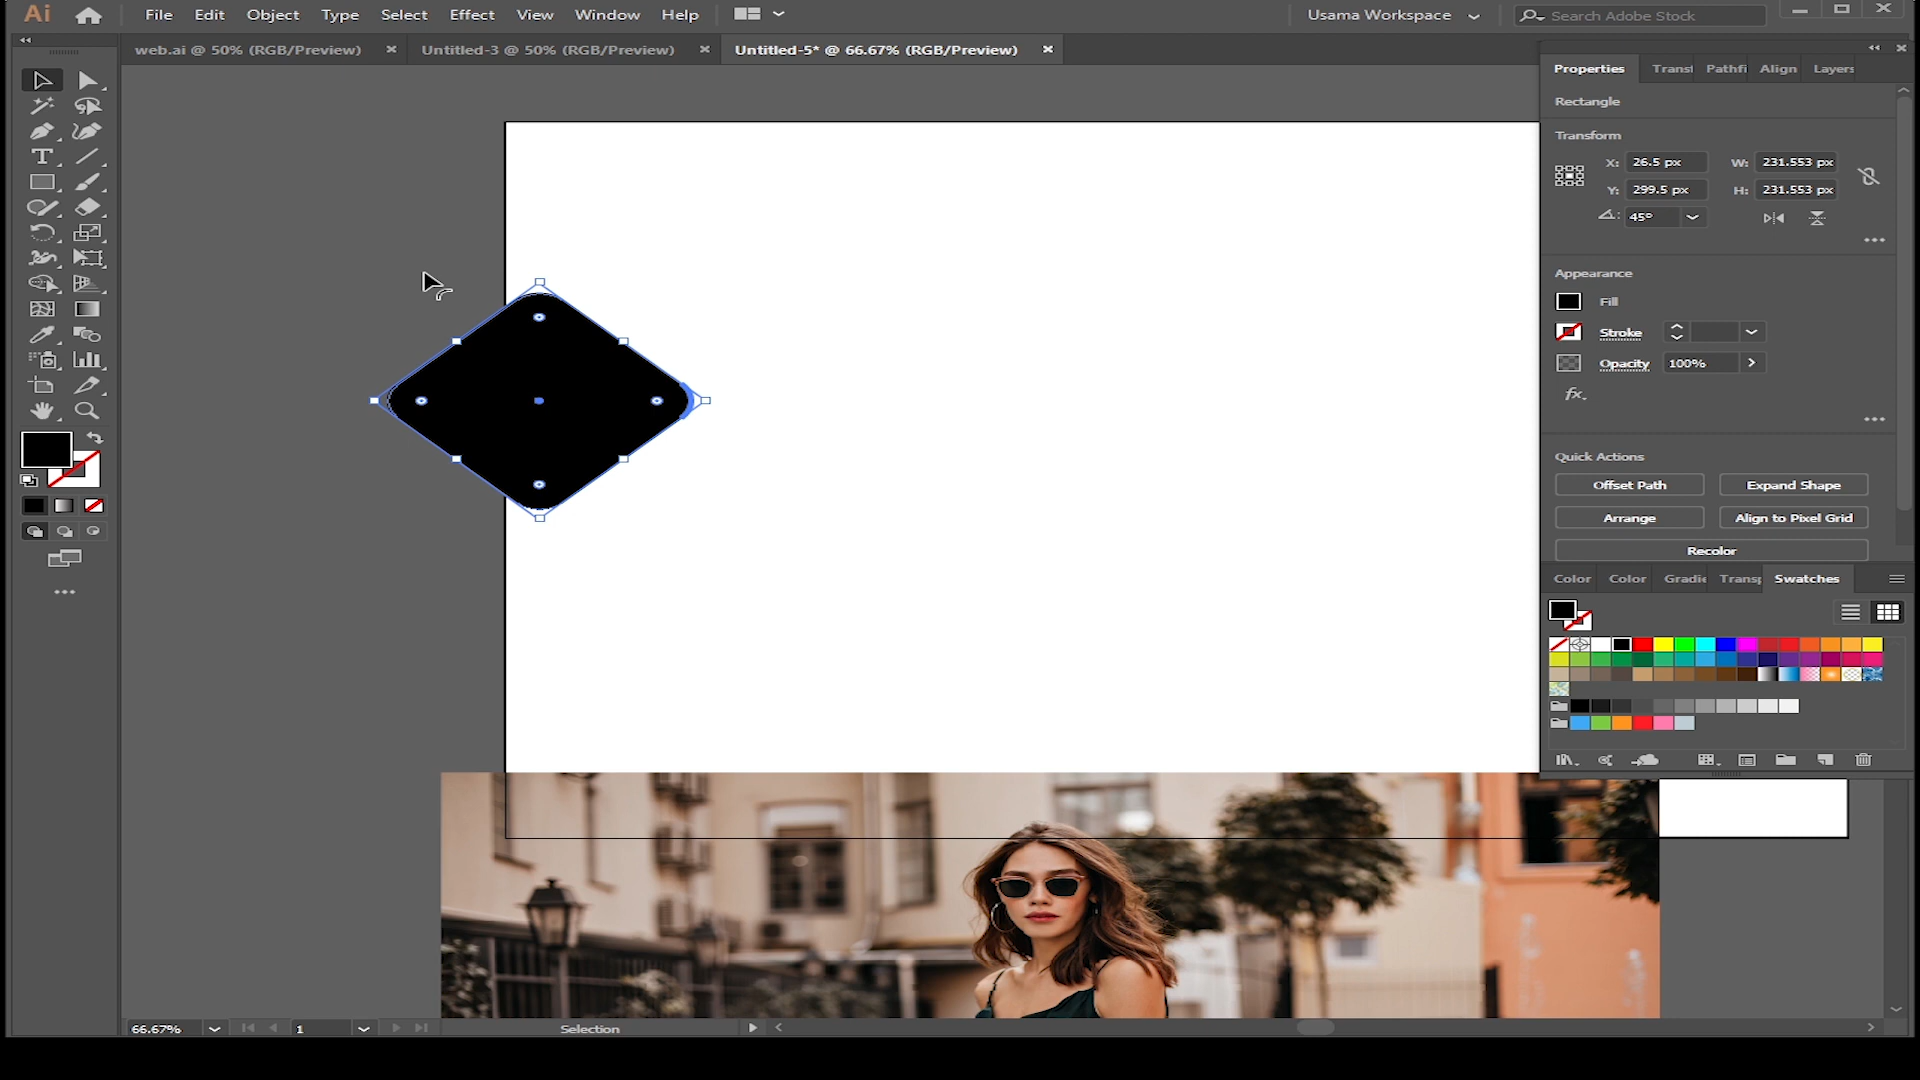 Ai
File Edit Object Type Select Effect View Window Help
Usama Workspace
Search Adobe Stock
web.ai @ 50% (RGB/Preview)
Untitled-3 @ 50% (RGB/Preview)
Untitled-5* @ 66.67% (RGB/Preview)
Properties Transf Pathfi Align Layers
Rectangle
Transform
X: 26.5 px W: 231.553 px
Y: 299.5 px H: 231.553 px
45°
Appearance
Fill
Stroke
Opacity 100%
fx.
Quick Actions
Offset Path Expand Shape
Arrange Align to Pixel Grid
Recolor
Color Color Gradie Transp Swatches
66.67% 1 Selection